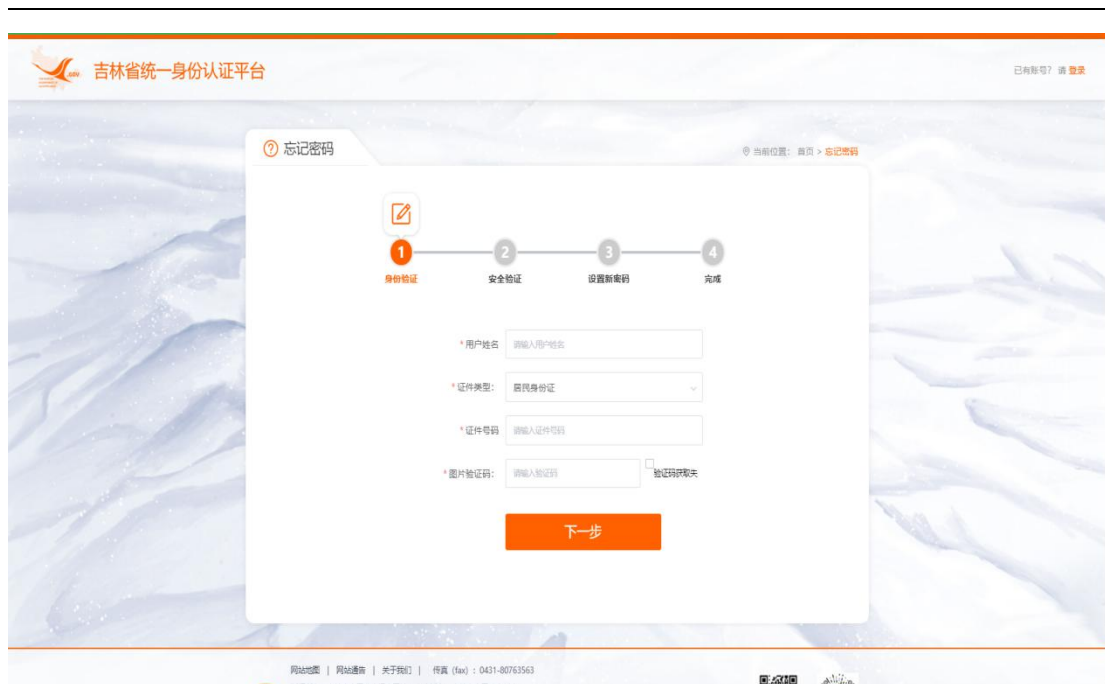 .GOV
吉林省统一身份认证平台
已有账号? 请 登录
忘记密码
当前位置: 首页 > 忘记密码
1 2 3 4
身份验证 安全验证 设置新密码 完成
*用户姓名 请输入用户姓名
*证件类型: 居民身份证
*证件号码 请输入证件号码
*图片验证码: 请输入验证码 验证码获取失
下一步
网站地图 | 网站通告 | 关于我们 | 传真 (fax) : 0431-80763563